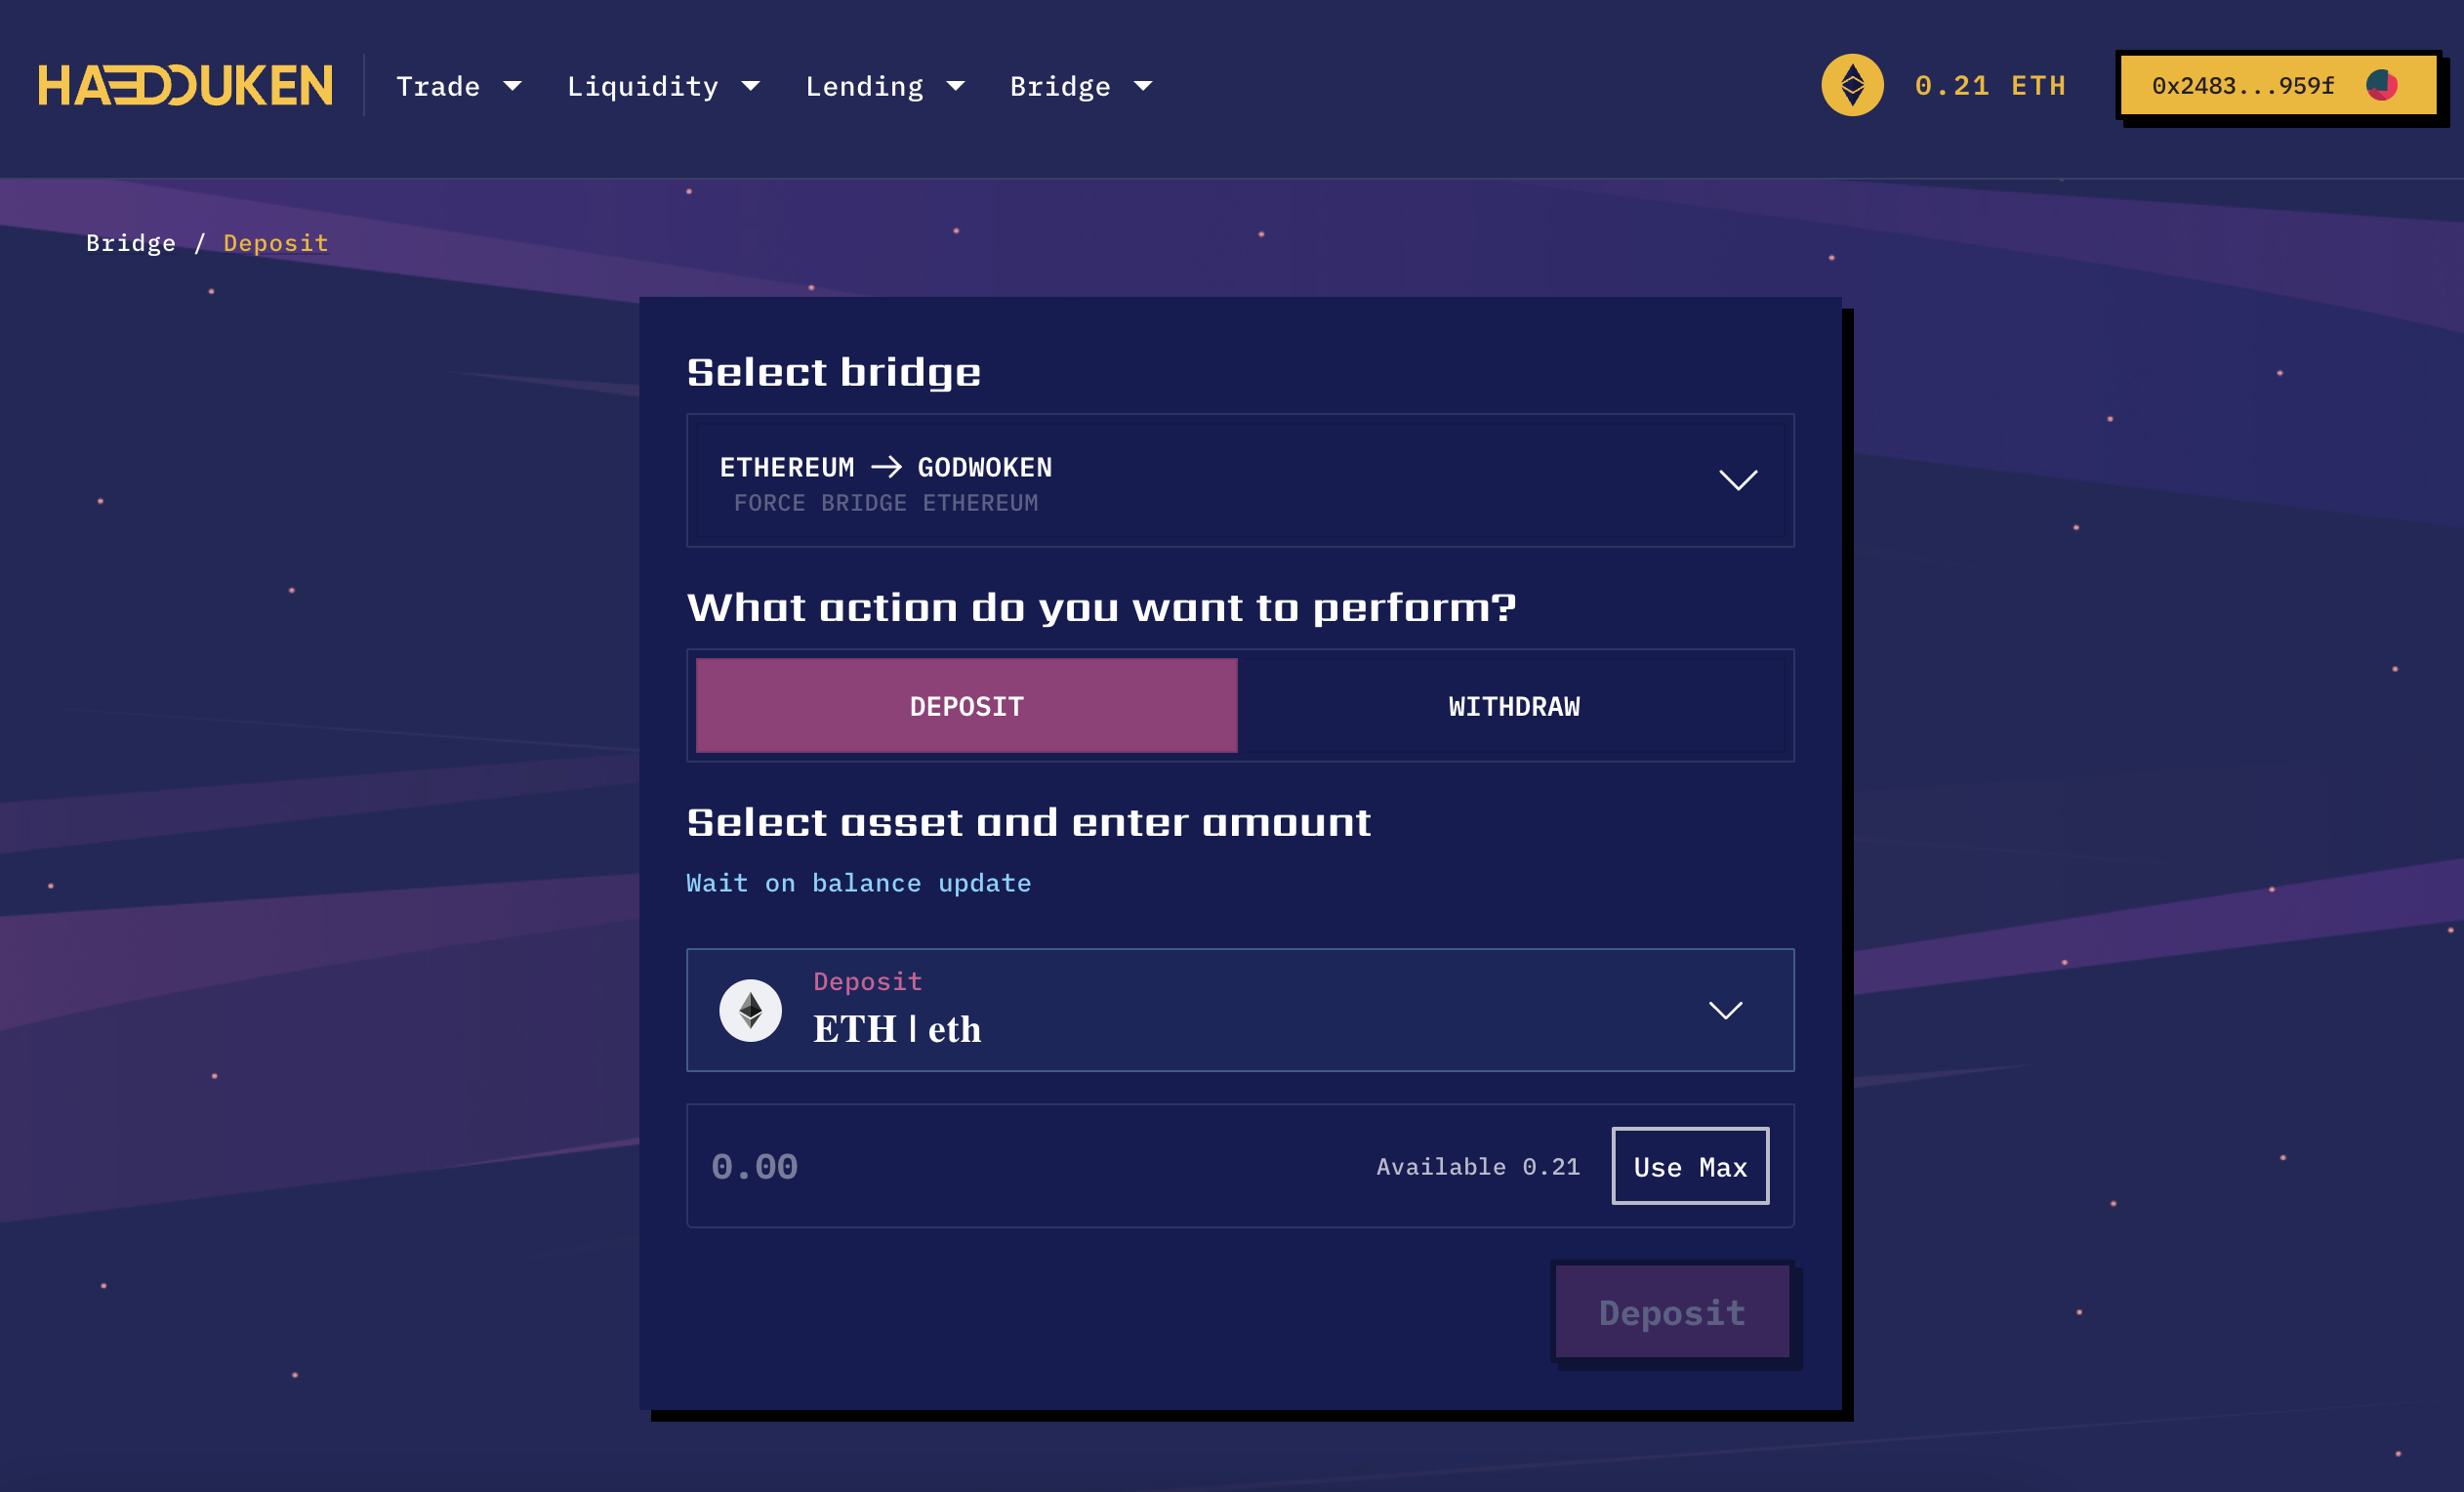 HADOUKEN
Trade Liquidity Lending Bridge 0.21 ETH 0x2483...959f
Bridge / Deposit
Select bridge
ETHEREUM → GODWOKEN
FORCE BRIDGE ETHEREUM
What action do you want to perform?
DEPOSIT WITHDRAW
Select asset and enter amount
Wait on balance update
Deposit
ETH | eth
0.00 Available 0.21 Use Max
Deposit